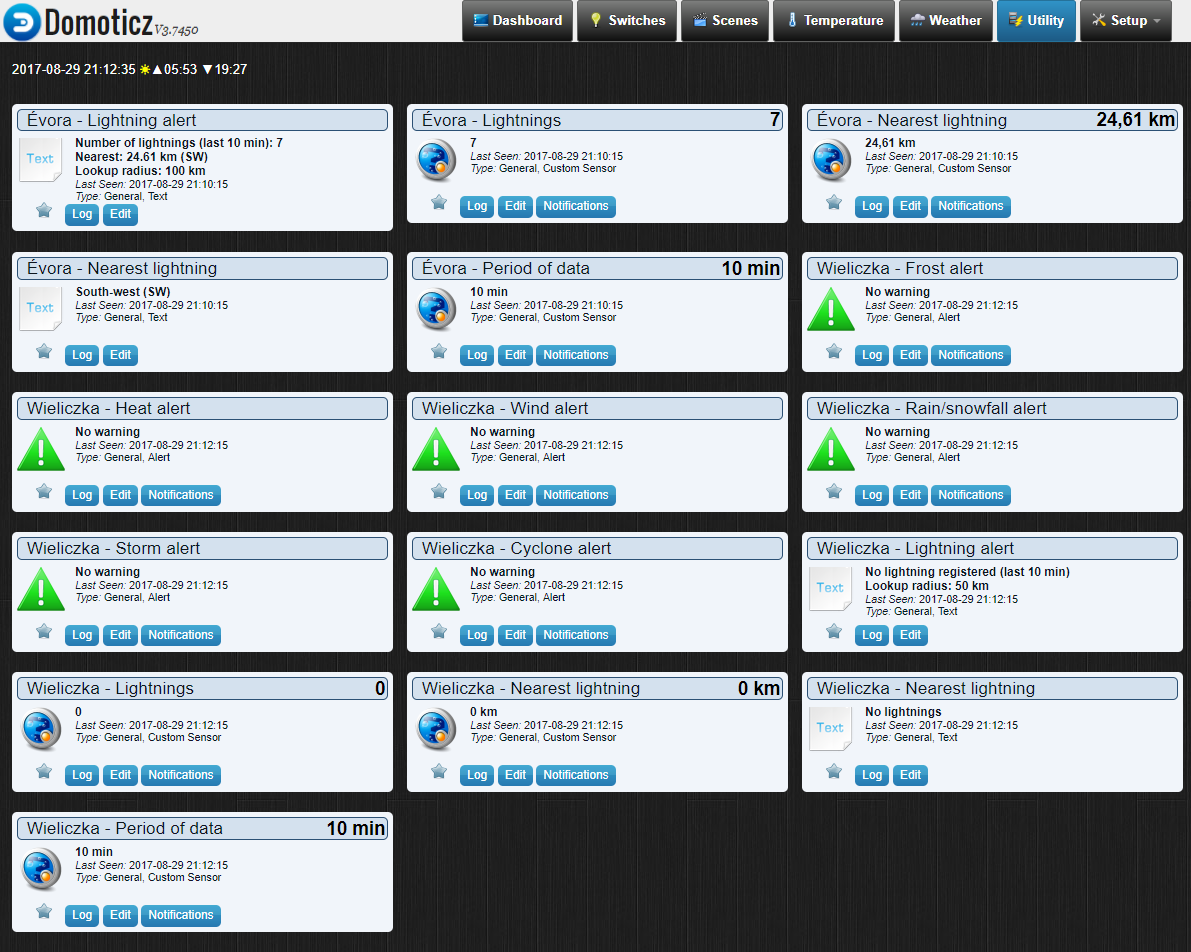 Domoticz V3.7450
Dashboard Switches Scenes Temperature Weather Utility Setup
2017-08-29 21:12:35 ☀▲05:53 ▼19:27
Évora - Lightning alert
Text
Number of lightnings (last 10 min): 7
Nearest: 24.61 km (SW)
Lookup radius: 100 km
Last Seen: 2017-08-29 21:10:15
Type: General, Text
Log Edit
Évora - Lightnings 7
7
Last Seen: 2017-08-29 21:10:15
Type: General, Custom Sensor
Log Edit Notifications
Évora - Nearest lightning 24,61 km
24,61 km
Last Seen: 2017-08-29 21:10:15
Type: General, Custom Sensor
Log Edit Notifications
Évora - Nearest lightning
Text
South-west (SW)
Last Seen: 2017-08-29 21:10:15
Type: General, Text
Log Edit
Évora - Period of data 10 min
10 min
Last Seen: 2017-08-29 21:10:15
Type: General, Custom Sensor
Log Edit Notifications
Wieliczka - Frost alert
No warning
Last Seen: 2017-08-29 21:12:15
Type: General, Alert
Log Edit Notifications
Wieliczka - Heat alert
No warning
Last Seen: 2017-08-29 21:12:15
Type: General, Alert
Log Edit Notifications
Wieliczka - Wind alert
No warning
Last Seen: 2017-08-29 21:12:15
Type: General, Alert
Log Edit Notifications
Wieliczka - Rain/snowfall alert
No warning
Last Seen: 2017-08-29 21:12:15
Type: General, Alert
Log Edit Notifications
Wieliczka - Storm alert
No warning
Last Seen: 2017-08-29 21:12:15
Type: General, Alert
Log Edit Notifications
Wieliczka - Cyclone alert
No warning
Last Seen: 2017-08-29 21:12:15
Type: General, Alert
Log Edit Notifications
Wieliczka - Lightning alert
Text
No lightning registered (last 10 min)
Lookup radius: 50 km
Last Seen: 2017-08-29 21:12:15
Type: General, Text
Log Edit
Wieliczka - Lightnings 0
0
Last Seen: 2017-08-29 21:12:15
Type: General, Custom Sensor
Log Edit Notifications
Wieliczka - Nearest lightning 0 km
0 km
Last Seen: 2017-08-29 21:12:15
Type: General, Custom Sensor
Log Edit Notifications
Wieliczka - Nearest lightning
Text
No lightnings
Last Seen: 2017-08-29 21:12:15
Type: General, Text
Log Edit
Wieliczka - Period of data 10 min
10 min
Last Seen: 2017-08-29 21:12:15
Type: General, Custom Sensor
Log Edit Notifications